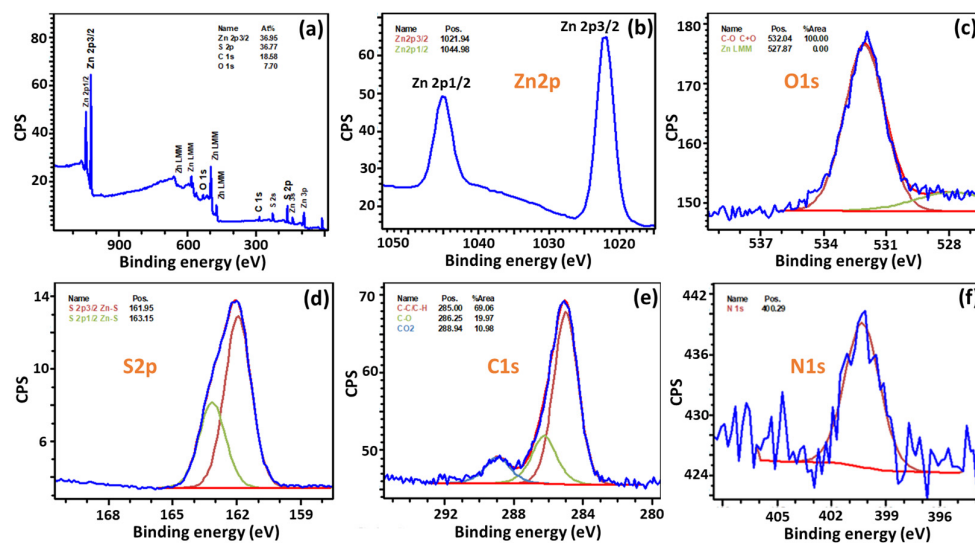 (a)
Name At%
Zn 2p3/2 36.95
S 2p 36.77
C 1s 18.58
O 1s 7.70
Zn 2p3/2
Zn 2p1/2
Zn LMM
Zn LMM
O 1s
Zn LMM
Zn LMM
C 1s
S 2s
S 2p
Zn 3s
Zn 3p
80
60
40
20
CPS
900 600 300
Binding energy (eV)
(b)
Name Pos.
Zn2p3/2 1021.94
Zn2p1/2 1044.98
Zn 2p3/2
Zn 2p1/2
Zn2p
60
50
40
30
20
CPS
1050 1040 1030 1020
Binding energy (eV)
(c)
Name Pos. %Area
C-O C+O 532.04 100.00
Zn LMM 527.87 0.00
O1s
180
170
160
150
CPS
537 534 531 528
Binding energy (eV)
(d)
Name Pos.
S 2p3/2 Zn-S 161.95
S 2p1/2 Zn-S 163.15
S2p
14
10
6
CPS
168 165 162 159
Binding energy (eV)
(e)
Name Pos. %Area
C-C/C-H 285.00 69.06
C-O 286.25 19.97
CO2 288.94 10.98
C1s
70
60
50
CPS
292 288 284 280
Binding energy (eV)
(f)
Name Pos.
N 1s 400.29
N1s
442
436
430
424
CPS
405 402 399 396
Binding energy (eV)